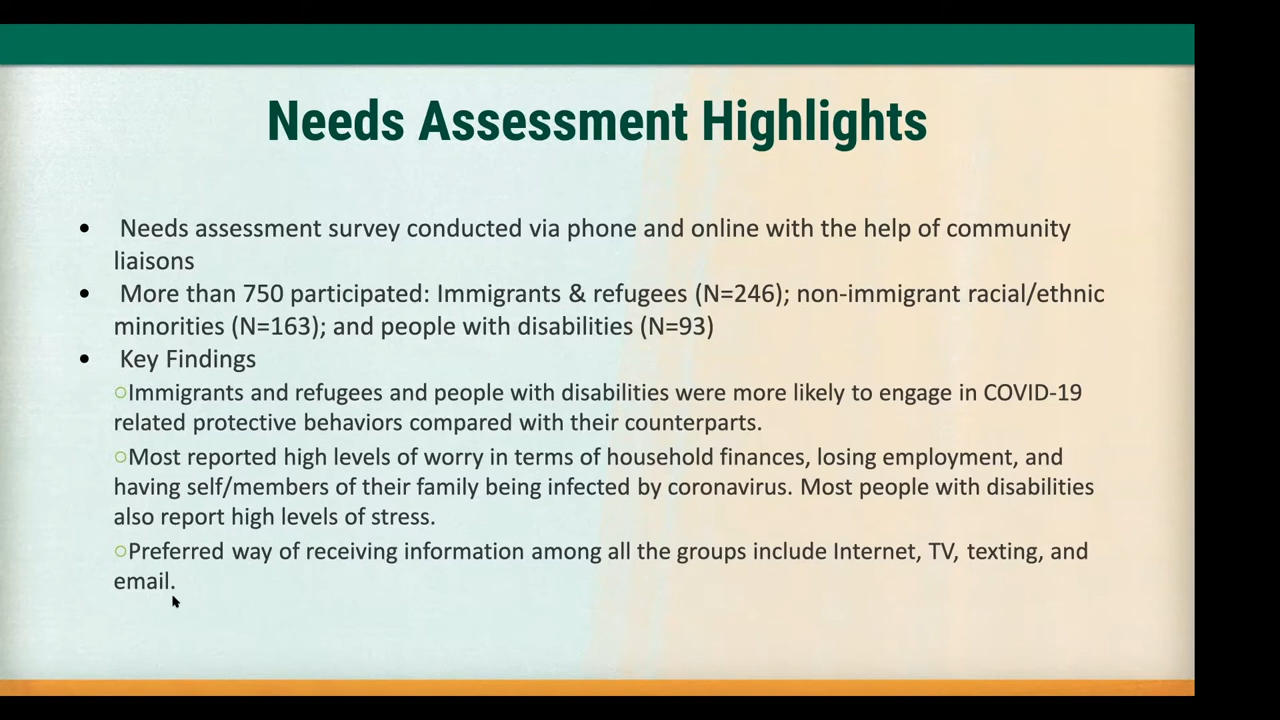 Needs Assessment Highlights
• Needs assessment survey conducted via phone and online with the help of community
liaisons
• More than 750 participated: Immigrants & refugees (N=246); non-immigrant racial/ethnic
minorities (N=163); and people with disabilities (N=93)
• Key Findings
○Immigrants and refugees and people with disabilities were more likely to engage in COVID-19
related protective behaviors compared with their counterparts.
○Most reported high levels of worry in terms of household finances, losing employment, and
having self/members of their family being infected by coronavirus. Most people with disabilities
also report high levels of stress.
○Preferred way of receiving information among all the groups include Internet, TV, texting, and
email.